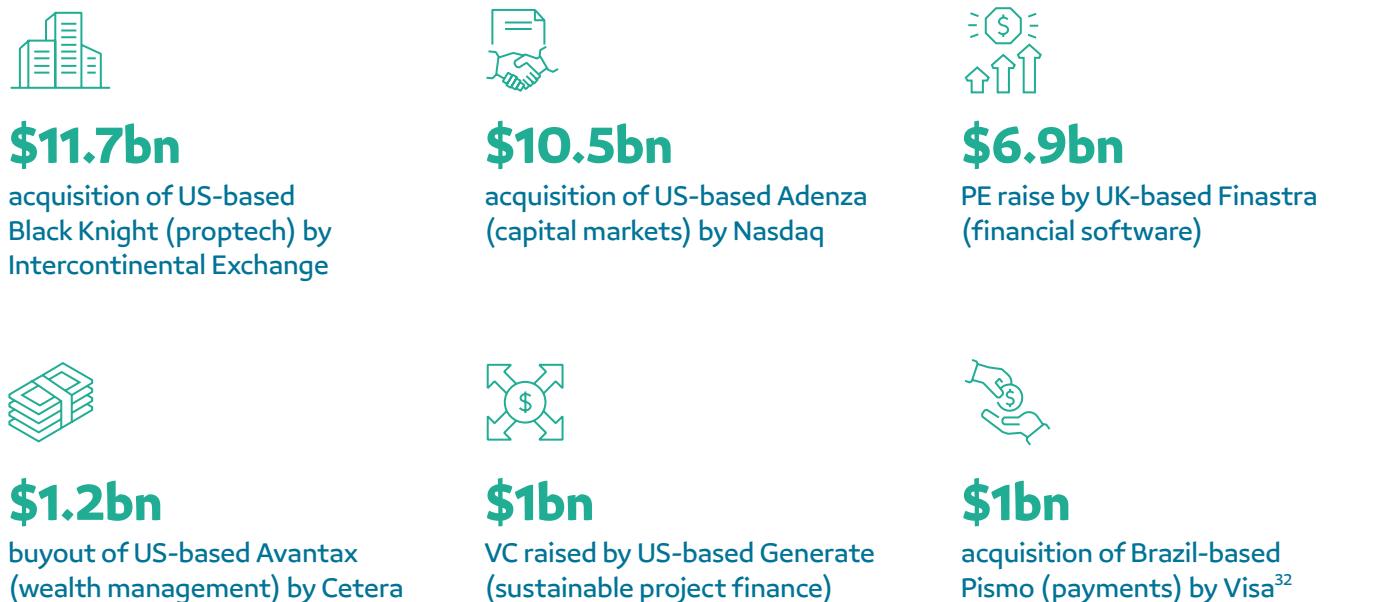 $11.7bn
acquisition of US-based
Black Knight (proptech) by
Intercontinental Exchange
$10.5bn
acquisition of US-based Adenza
(capital markets) by Nasdaq
$6.9bn
PE raise by UK-based Finastra
(financial software)
$1.2bn
buyout of US-based Avantax
(wealth management) by Cetera
$1bn
VC raised by US-based Generate
(sustainable project finance)
$1bn
acquisition of Brazil-based
Pismo (payments) by Visa³²